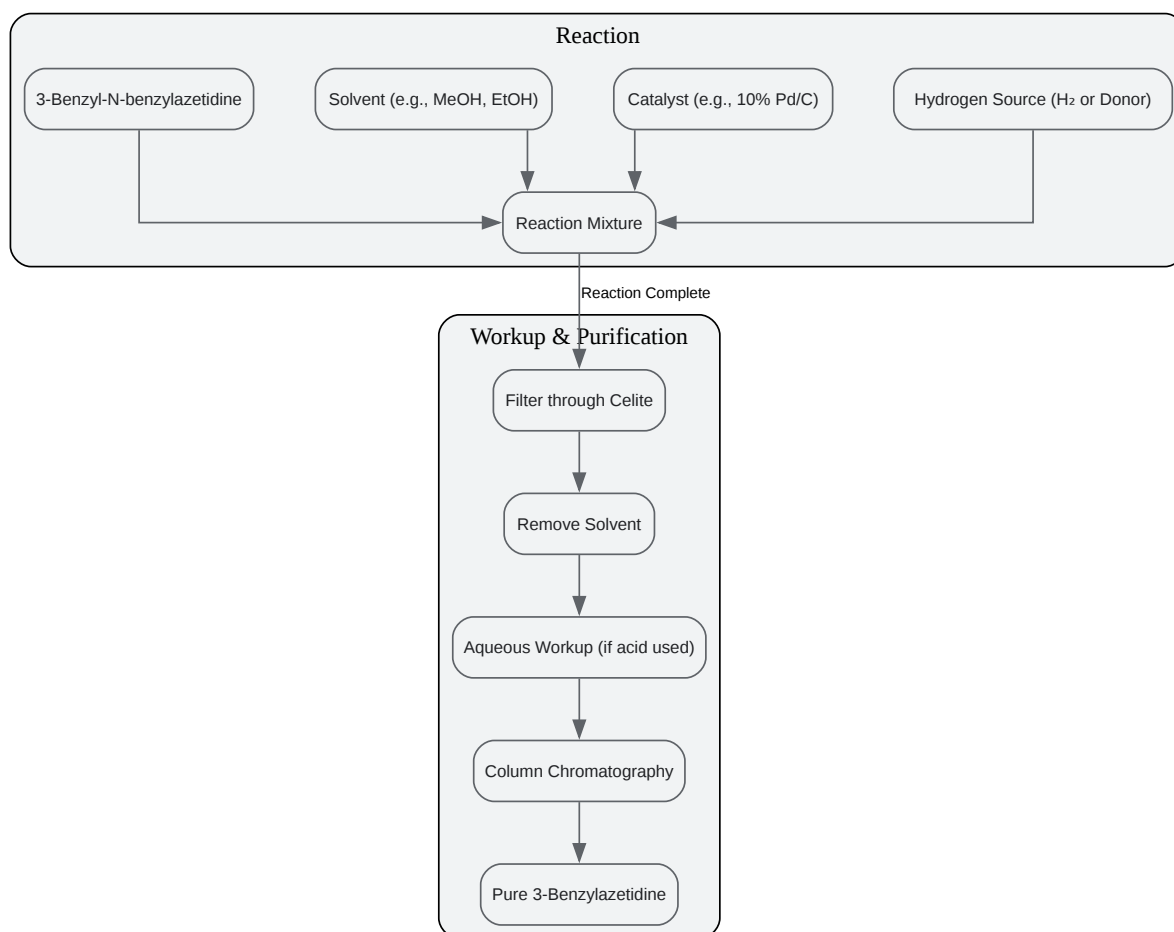 Reaction
3-Benzyl-N-benzylazetidine
Solvent (e.g., MeOH, EtOH)
Catalyst (e.g., 10% Pd/C)
Hydrogen Source (H₂ or Donor)
Reaction Mixture
Reaction Complete
Workup & Purification
Filter through Celite
Remove Solvent
Aqueous Workup (if acid used)
Column Chromatography
Pure 3-Benzylazetidine